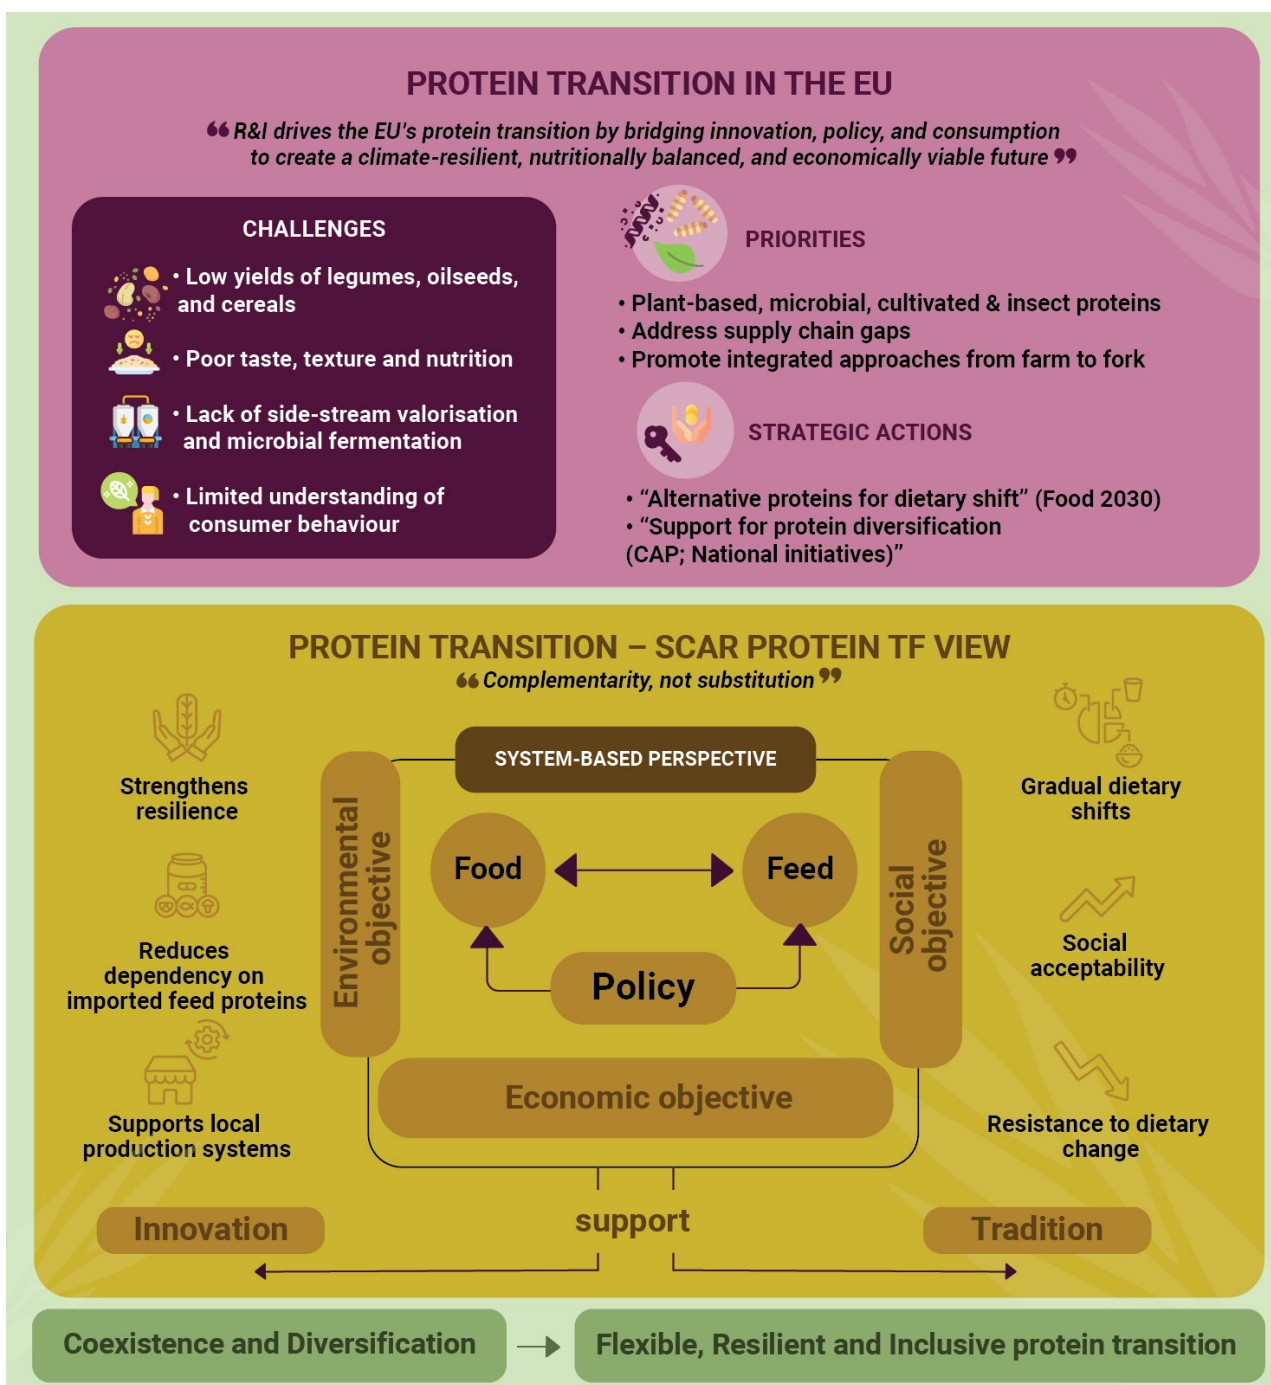 PROTEIN TRANSITION IN THE EU
“ R&I drives the EU's protein transition by bridging innovation, policy, and consumption
to create a climate-resilient, nutritionally balanced, and economically viable future ”
CHALLENGES
• Low yields of legumes, oilseeds,
and cereals
• Poor taste, texture and nutrition
• Lack of side-stream valorisation
and microbial fermentation
• Limited understanding of
consumer behaviour
PRIORITIES
• Plant-based, microbial, cultivated & insect proteins
• Address supply chain gaps
• Promote integrated approaches from farm to fork
STRATEGIC ACTIONS
• “Alternative proteins for dietary shift” (Food 2030)
• “Support for protein diversification
(CAP; National initiatives)”
PROTEIN TRANSITION – SCAR PROTEIN TF VIEW
“ Complementarity, not substitution ”
Strengthens
resilience
Reduces
dependency on
imported feed proteins
Supports local
production systems
SYSTEM-BASED PERSPECTIVE
Environmental
objective
Food
Feed
Policy
Social
objective
Economic objective
Gradual dietary
shifts
Social
acceptability
Resistance to dietary
change
Innovation
support
Tradition
Coexistence and Diversification
Flexible, Resilient and Inclusive protein transition